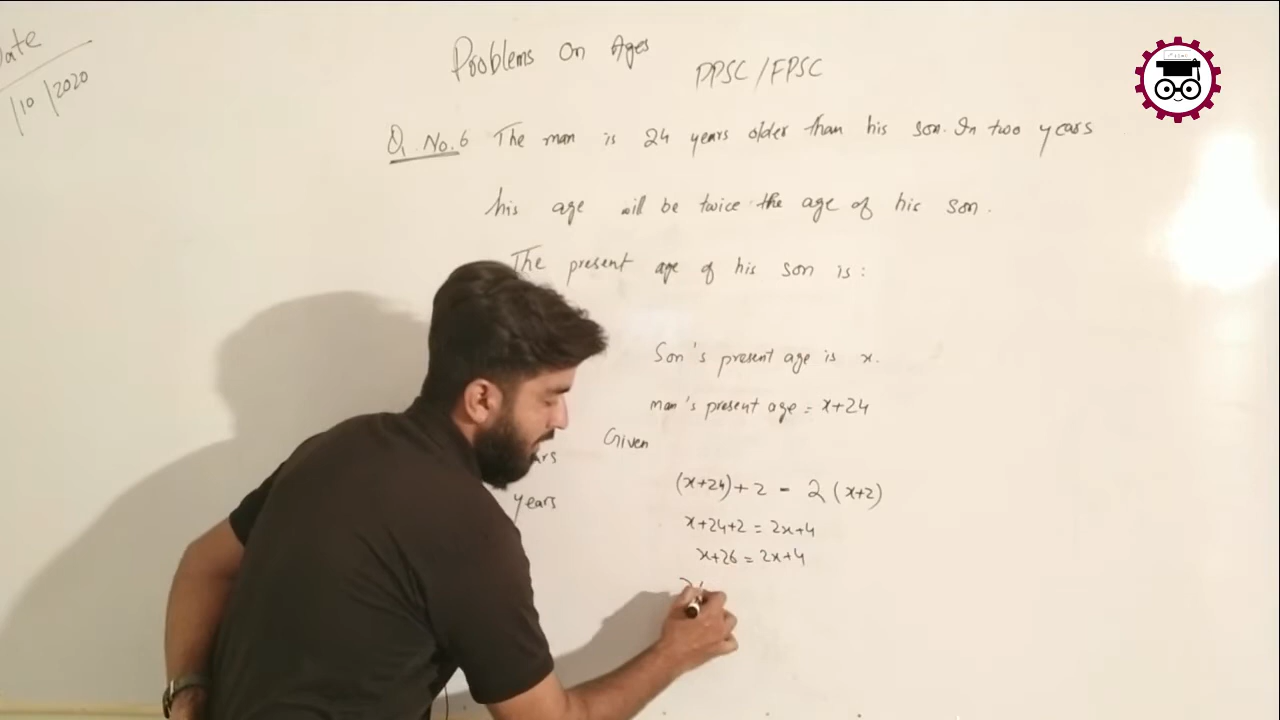 Date
/10/2020
Problems On Ages
PPSC/FPSC
Q. No.6 The man is 24 years older than his son. In two years
his age will be twice the age of his son.
The present age of his son is:
Son's present age is x.
man's present age = x+24
Given
years
(x+24)+2 = 2(x+2)
x+24+2 = 2x+4
x+26 = 2x+4